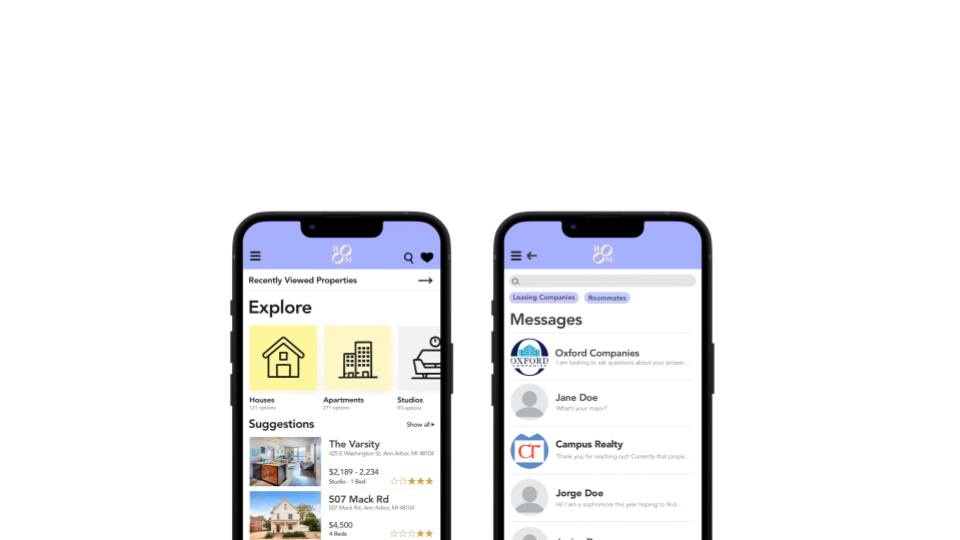 ROOM
Recently Viewed Properties
Explore
Houses
121 options
Apartments
271 options
Studios
93 options
Suggestions
Show all
The Varsity
425 E Washington St, Ann Arbor, MI 48104
$2,189 - 2,234
Studio - 1 Bed
507 Mack Rd
507 Mack Rd, Ann Arbor, MI 48104
$4,500
4 Beds
ROOM
Leasing Companies
Roommates
Messages
OXFORD
COMPANIES
Oxford Companies
I am looking to ask questions about your proper...
Jane Doe
What's your major?
CT
Campus Realty
Thank you for reaching out! Currently that prope...
Jorge Doe
Hi! I am a sophomore this year hoping to find...